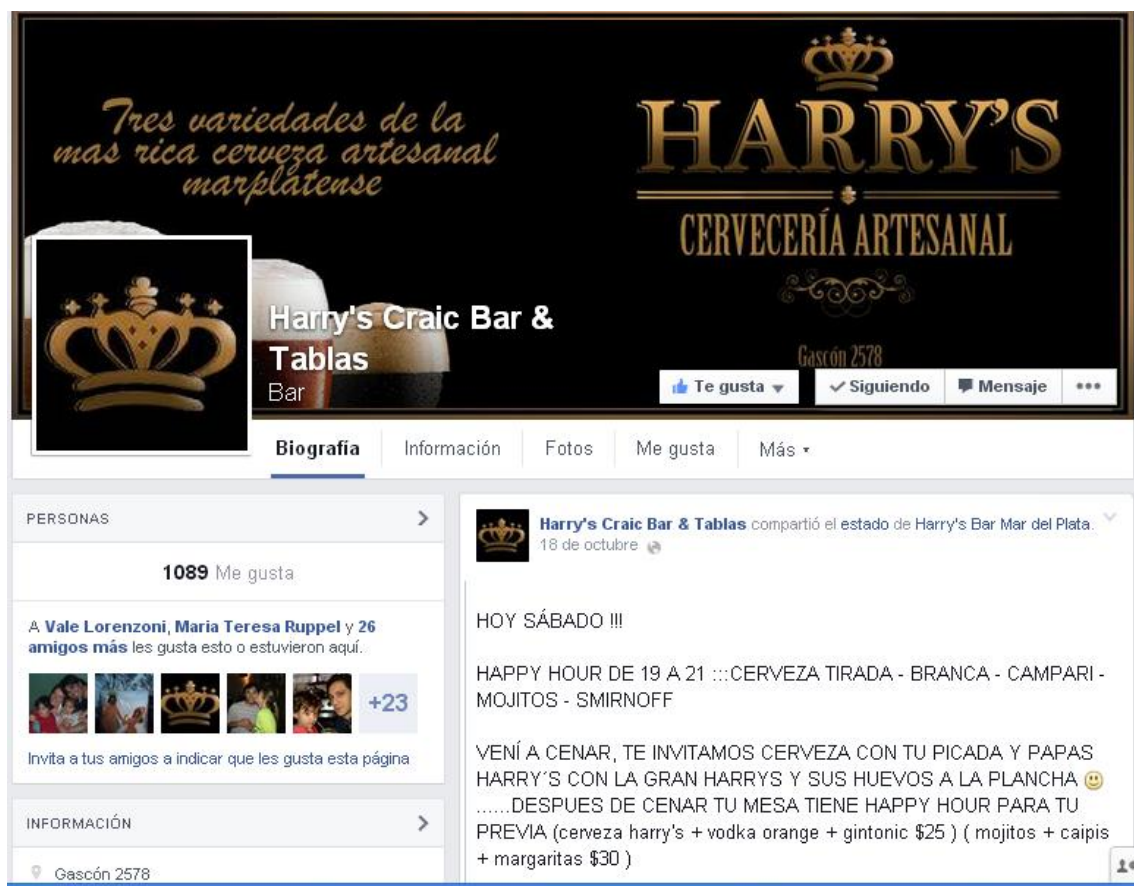 Tres variedades de la
mas rica cerveza artesanal
marplatense
HARRY'S
CERVECERÍA ARTESANAL
Gascón 2578
Harry's Craic Bar &
Tablas
Bar
Te gusta
Siguiendo
Mensaje
Biografía
Información
Fotos
Me gusta
Más
PERSONAS
1089 Me gusta
A Vale Lorenzoni, Maria Teresa Ruppel y 26
amigos más les gusta esto o estuvieron aquí.
+23
Invita a tus amigos a indicar que les gusta esta página
INFORMACIÓN
Gascón 2578
Harry's Craic Bar & Tablas compartió el estado de Harry's Bar Mar del Plata.
18 de octubre
HOY SÁBADO !!!
HAPPY HOUR DE 19 A 21 :::CERVEZA TIRADA - BRANCA - CAMPARI -
MOJITOS - SMIRNOFF
VENÍ A CENAR, TE INVITAMOS CERVEZA CON TU PICADA Y PAPAS
HARRY´S CON LA GRAN HARRYS Y SUS HUEVOS A LA PLANCHA
......DESPUES DE CENAR TU MESA TIENE HAPPY HOUR PARA TU
PREVIA (cerveza harry's + vodka orange + gintonic $25 ) ( mojitos + caipis
+ margaritas $30 )